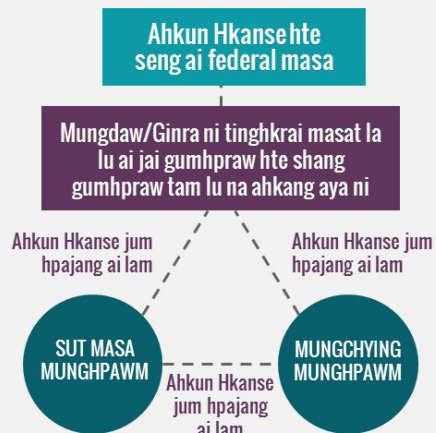 Ahkun Hkanse hte
seng ai federal masa
Mungdaw/Ginra ni tinghkrai masat la
lu ai jai gumhpraw hte shang
gumhpraw tam lu na ahkang aya ni
Ahkun Hkanse jum
hpajang ai lam
Ahkun Hkanse jum
hpajang ai lam
SUT MASA
MUNGHPAWM
Ahkun Hkanse
jum hpajang
ai lam
MUNGCHYING
MUNGHPAWM